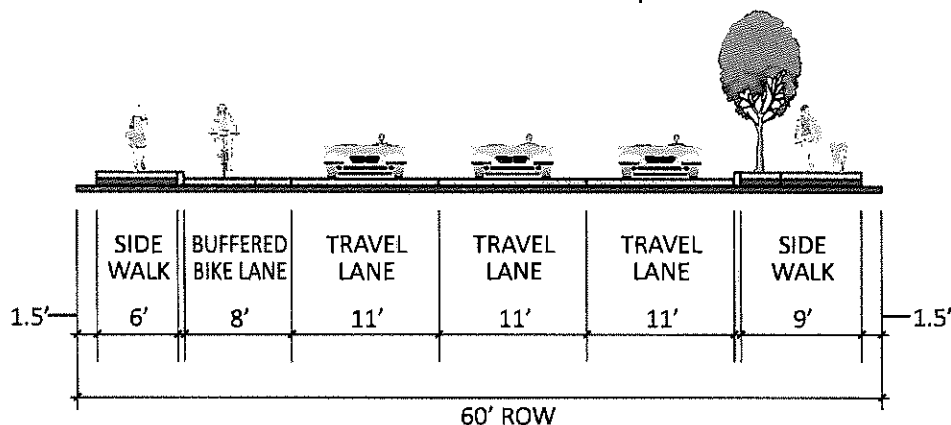 SIDE
WALK
6'
BUFFERED
BIKE LANE
8'
TRAVEL
LANE
11'
TRAVEL
LANE
11'
TRAVEL
LANE
11'
SIDE
WALK
9'
1.5'
1.5'
60' ROW